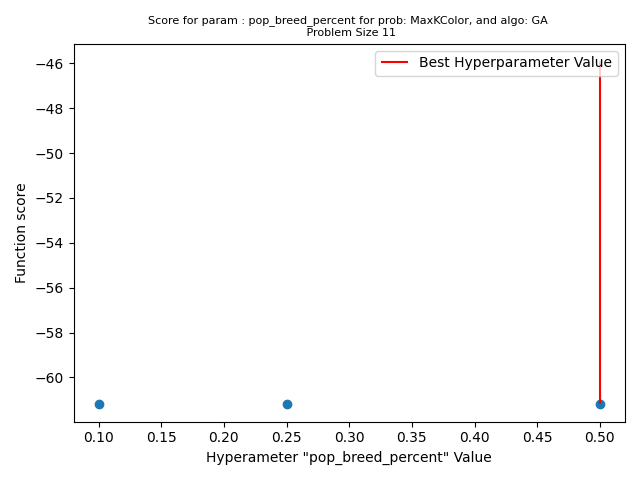 Score for param : pop_breed_percent for prob: MaxKColor, and algo: GA
Problem Size 11
Best Hyperparameter Value
Function score
−46
−48
−50
−52
−54
−56
−58
−60
0.10 0.15 0.20 0.25 0.30 0.35 0.40 0.45 0.50
Hyperameter "pop_breed_percent" Value